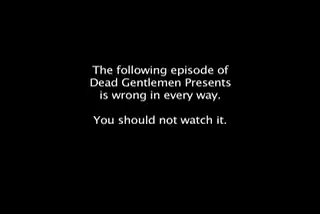 The following episode of
Dead Gentlemen Presents
is wrong in every way.
You should not watch it.